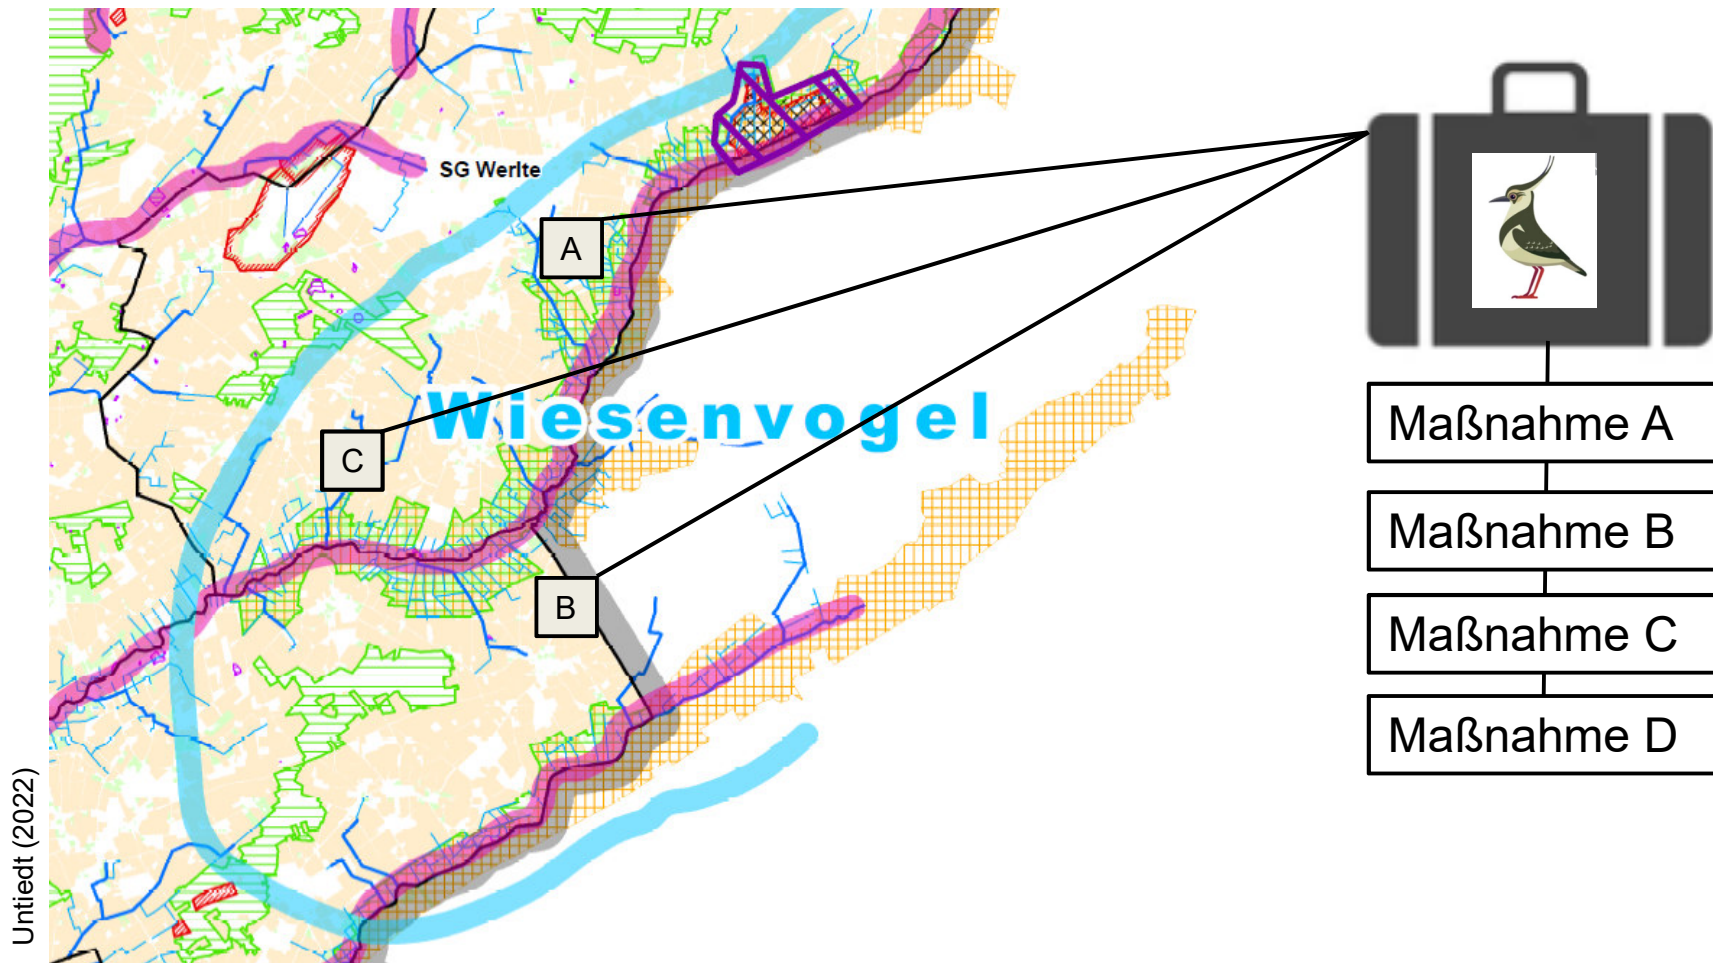 SG Werlte
A
Wiesenvogel
C
B
Maßnahme A
Maßnahme B
Maßnahme C
Maßnahme D
Untiedt (2022)